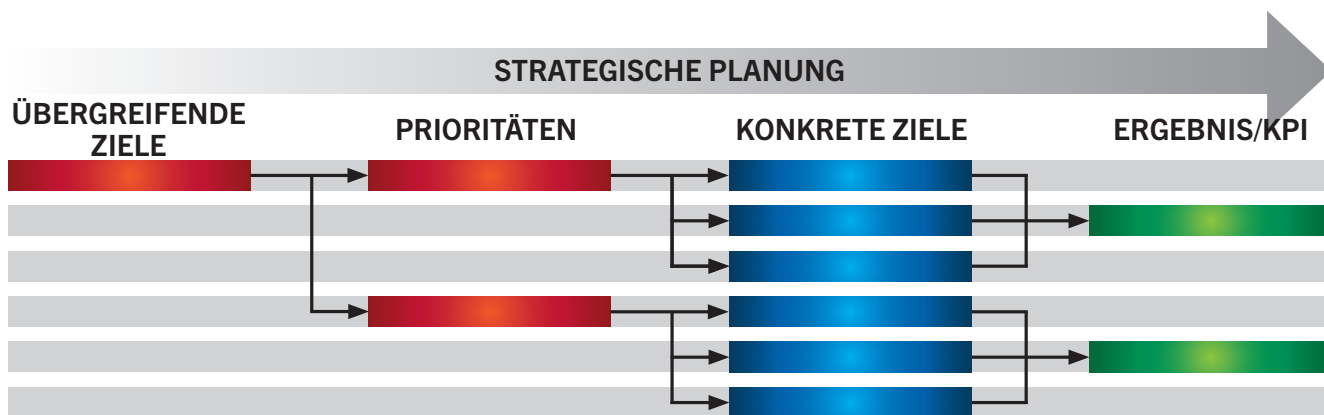 STRATEGISCHE PLANUNG
ÜBERGREIFENDE
ZIELE
PRIORITÄTEN
KONKRETE ZIELE
ERGEBNIS/KPI